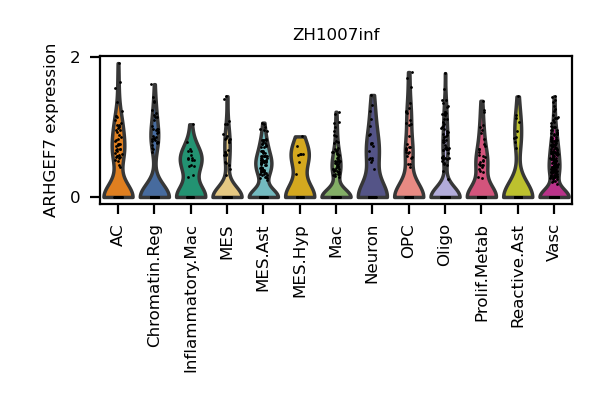 ZH1007inf
ARHGEF7 expression
2
0
AC
Chromatin.Reg
Inflammatory.Mac
MES
MES.Ast
MES.Hyp
Mac
Neuron
OPC
Oligo
Prolif.Metab
Reactive.Ast
Vasc